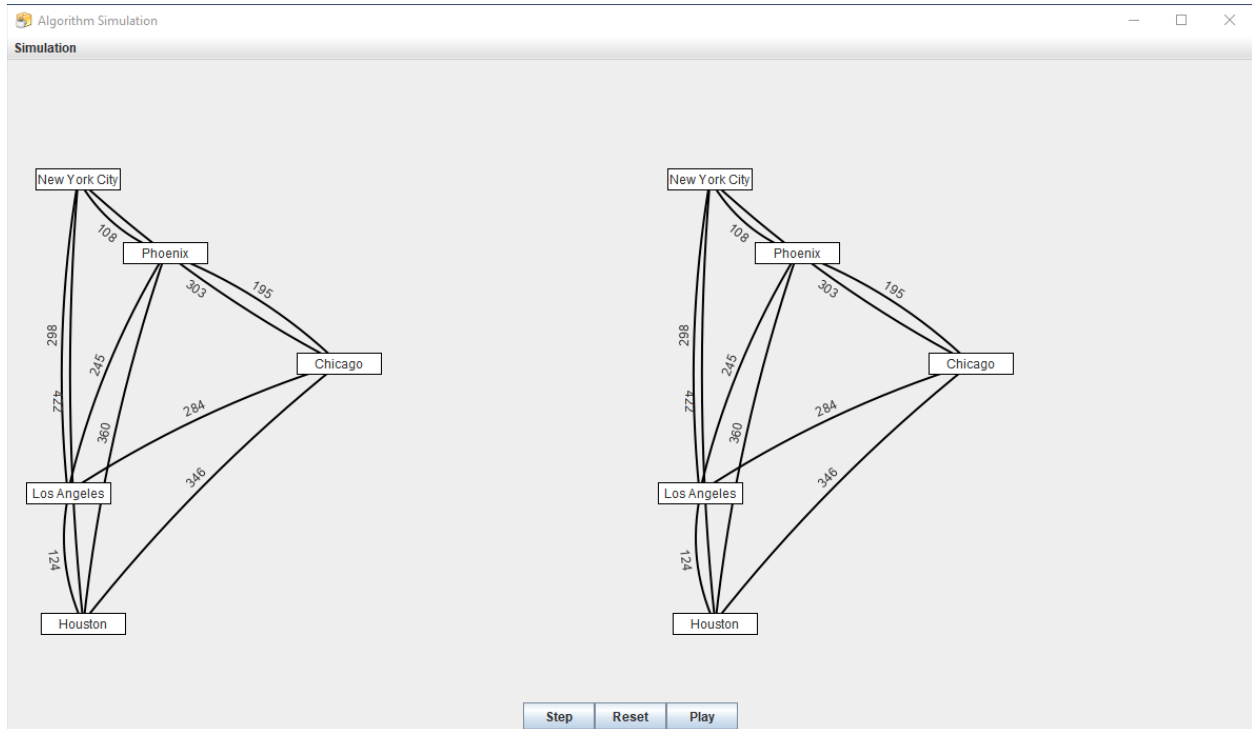 Algorithm Simulation
Simulation
New York City
108
Phoenix
303
195
298
245
Chicago
422
284
360
346
Los Angeles
124
Houston
New York City
108
Phoenix
303
195
298
245
Chicago
422
284
360
346
Los Angeles
124
Houston
Step Reset Play